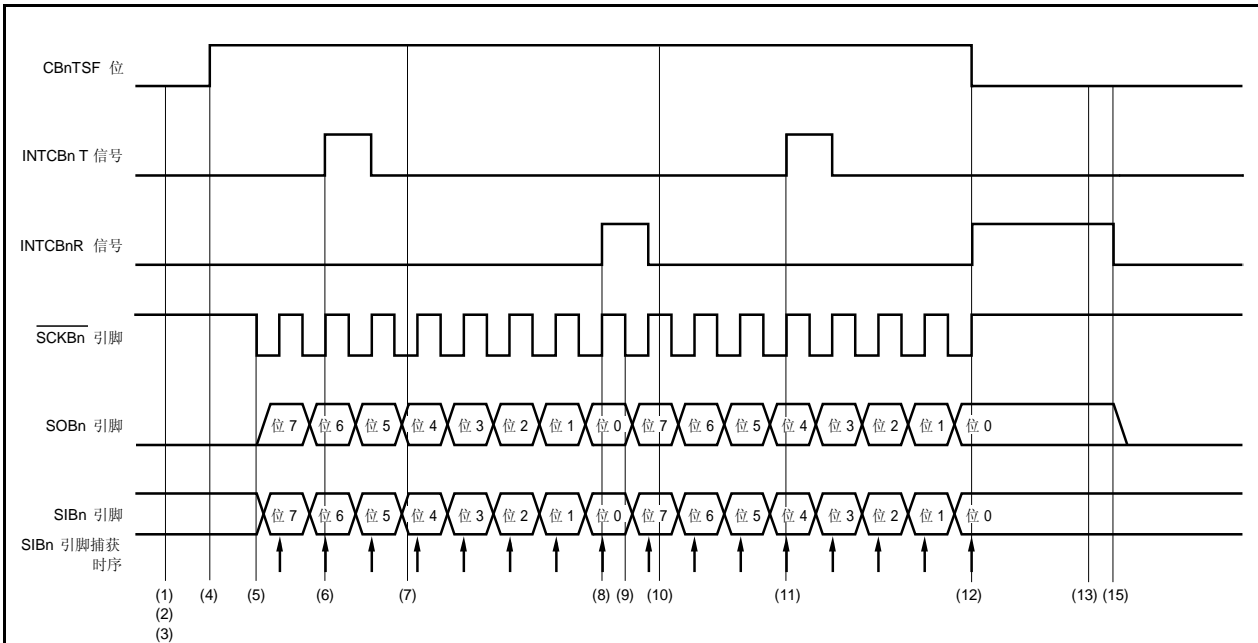 CBnTSF 位
INTCBn T 信号
INTCBnR 信号
SCKBn 引脚
SOBn 引脚
位 7 位 6 位 5 位 4 位 3 位 2 位 1 位 0 位 7 位 6 位 5 位 4 位 3 位 2 位 1 位 0
SIBn 引脚
位 7 位 6 位 5 位 4 位 3 位 2 位 1 位 0 位 7 位 6 位 5 位 4 位 3 位 2 位 1 位 0
SIBn 引脚捕获
时序
(1) (4) (5) (6) (7) (8) (9) (10) (11) (12) (13) (15)
(2)
(3)